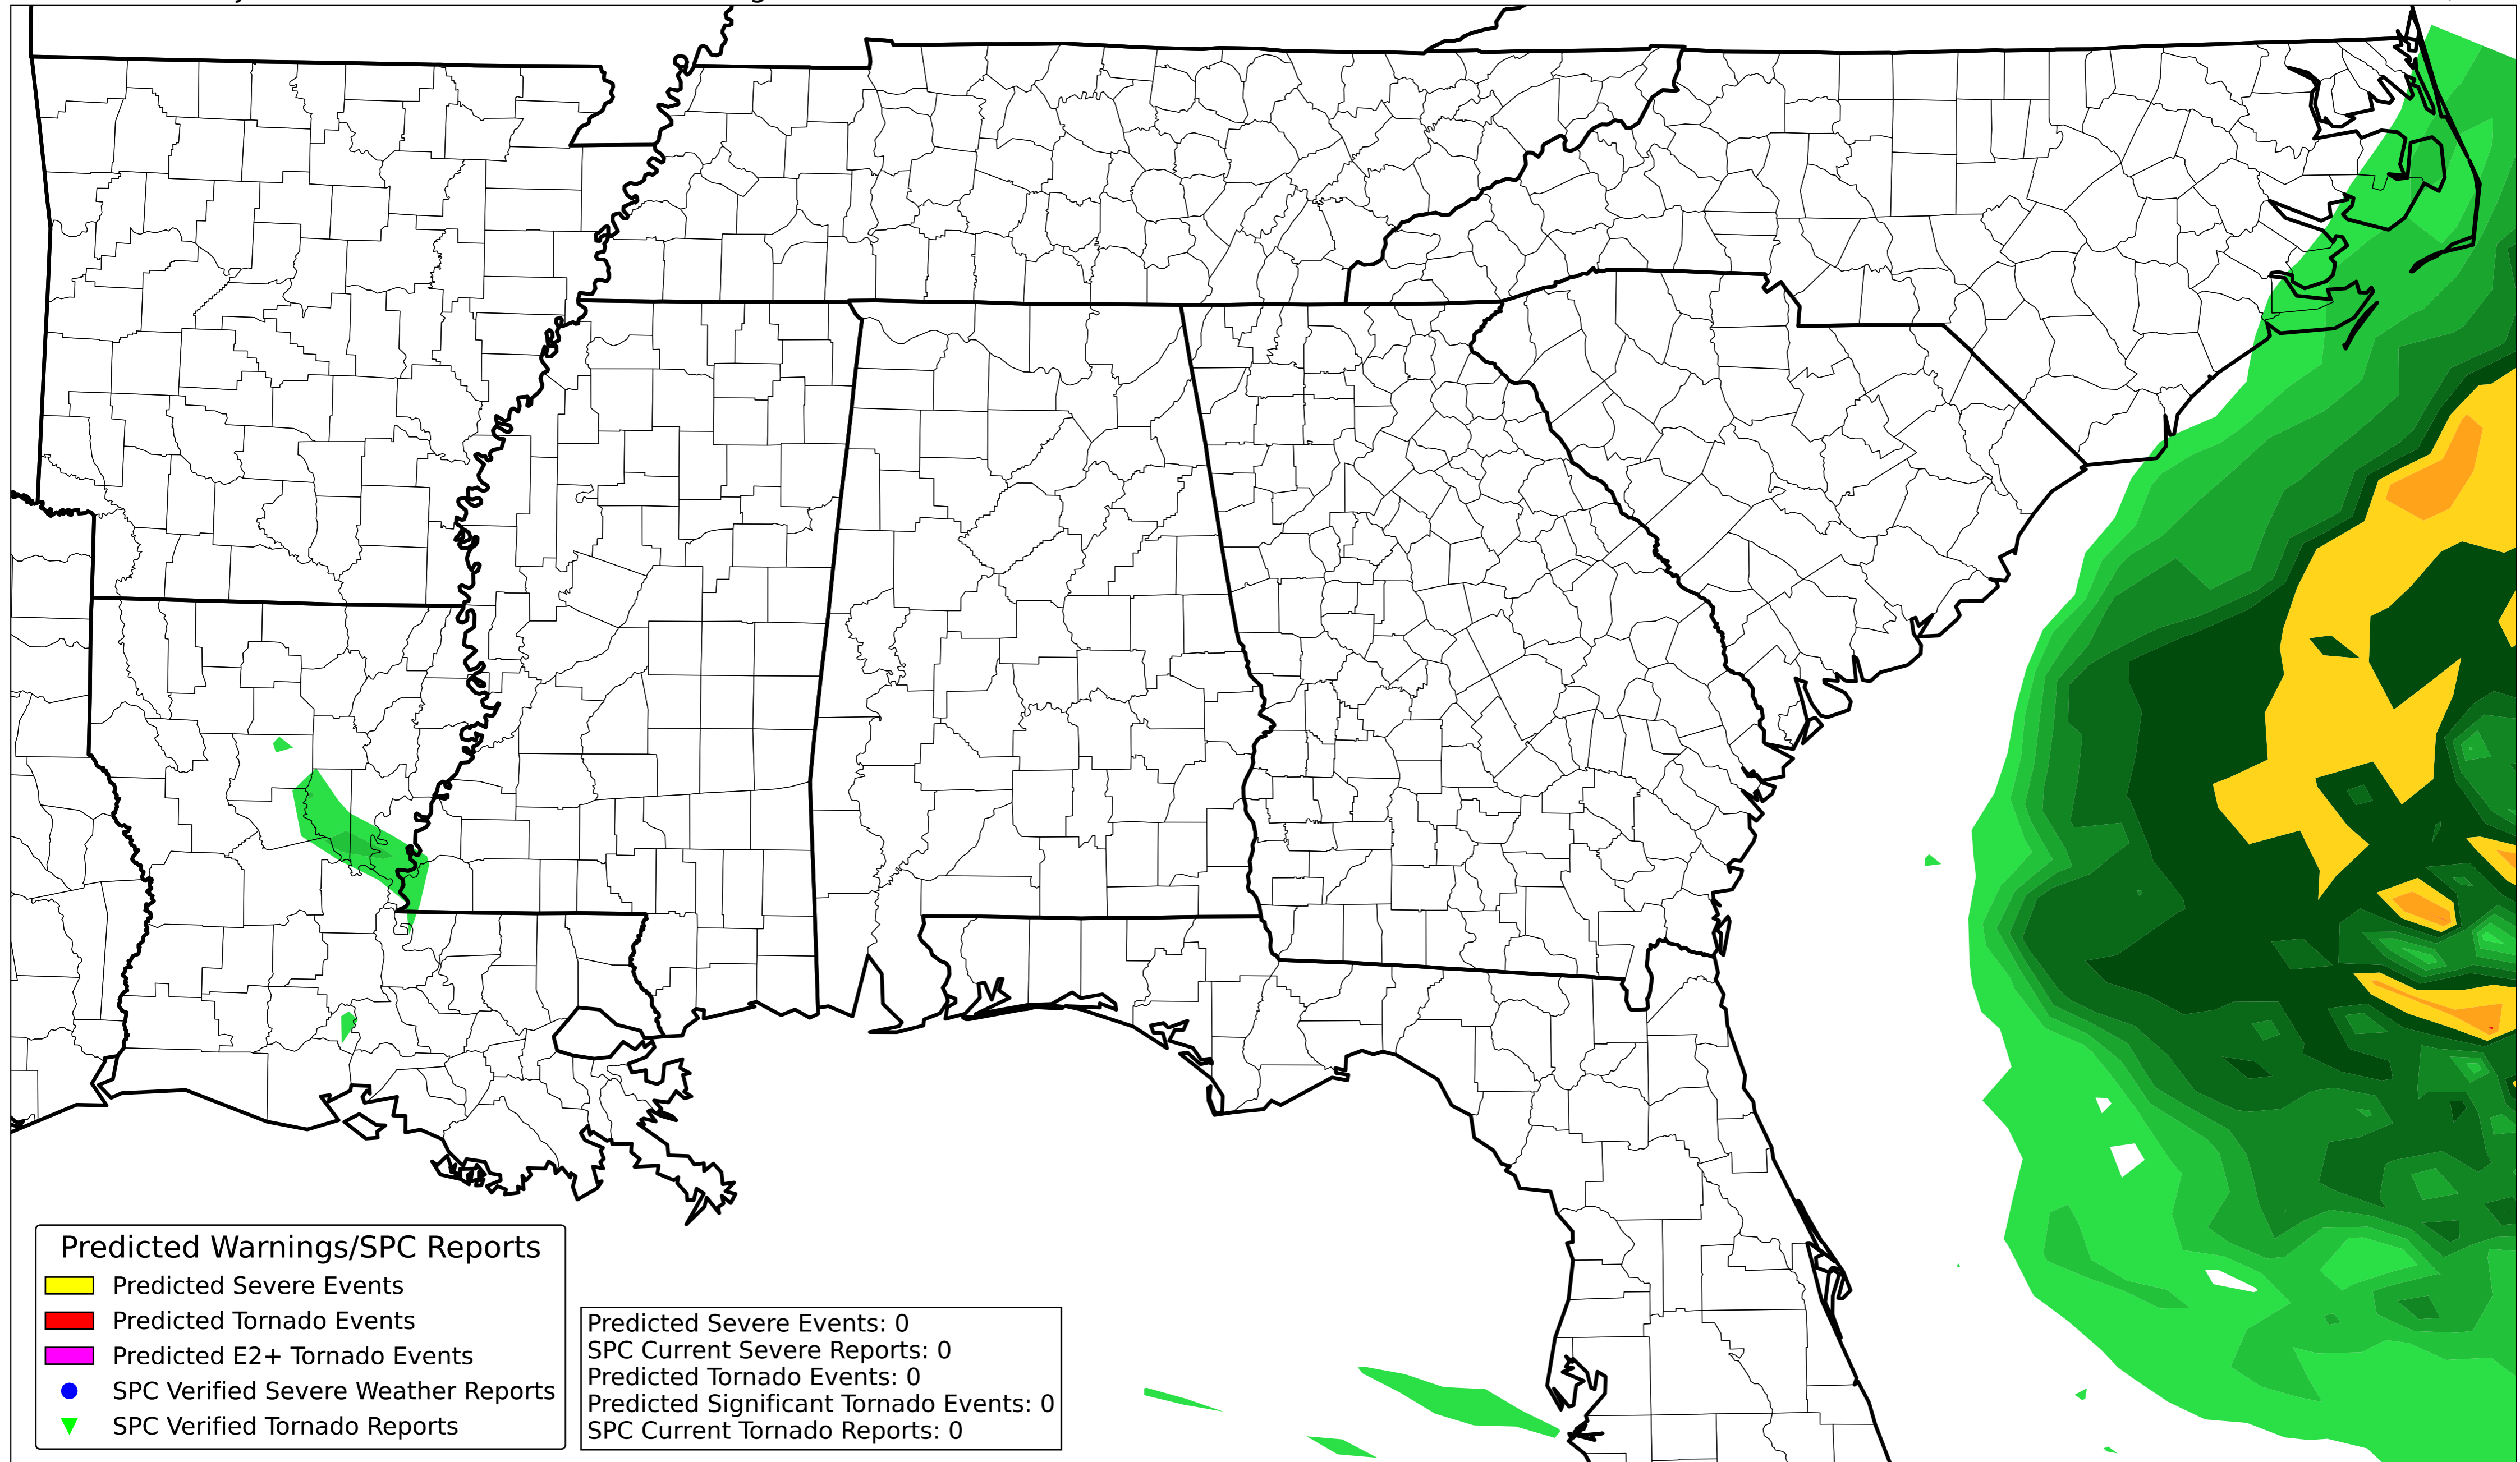 Predicted Warnings/SPC Reports
Predicted Severe Events
Predicted Tornado Events
Predicted E2+ Tornado Events
SPC Verified Severe Weather Reports
SPC Verified Tornado Reports
Predicted Severe Events: 0
SPC Current Severe Reports: 0
Predicted Tornado Events: 0
Predicted Significant Tornado Events: 0
SPC Current Tornado Reports: 0